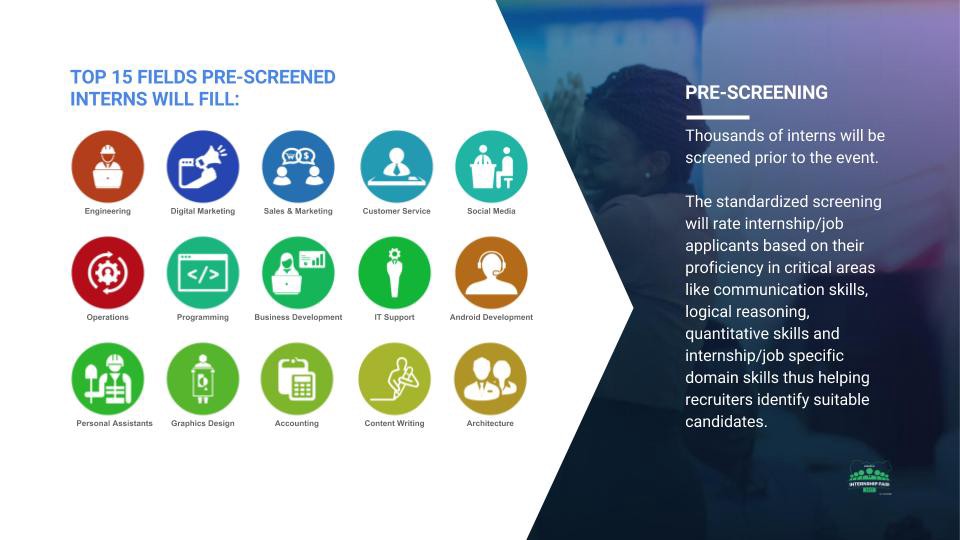 TOP 15 FIELDS PRE-SCREENED
INTERNS WILL FILL:
Engineering
Digital Marketing
Sales & Marketing
Customer Service
Social Media
Operations
Programming
Business Development
IT Support
Android Development
Personal Assistants
Graphics Design
Accounting
Content Writing
Architecture
PRE-SCREENING
Thousands of interns will be
screened prior to the event.
The standardized screening
will rate internship/job
applicants based on their
proficiency in critical areas
like communication skills,
logical reasoning,
quantitative skills and
internship/job specific
domain skills thus helping
recruiters identify suitable
candidates.
INTERNSHIP FAIR